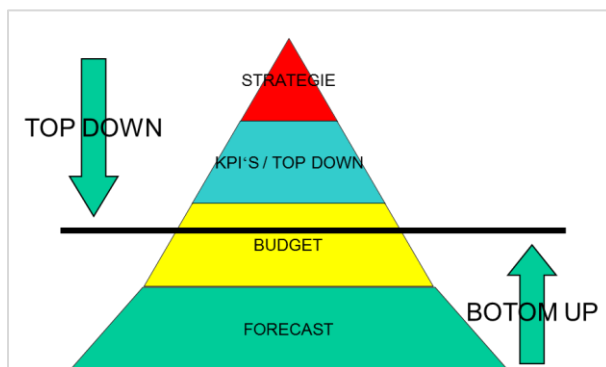 STRATEGIE
TOP DOWN
KPI‘S / TOP DOWN
BUDGET
BOTOM UP
FORECAST